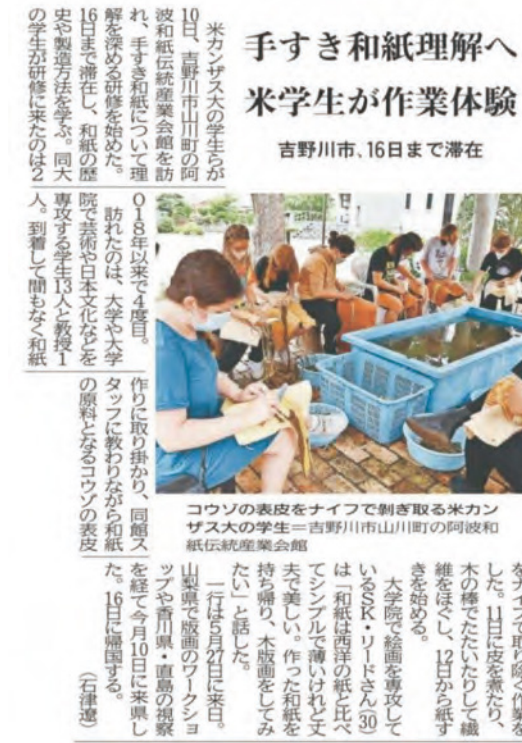 手すき和紙理解へ
米学生が作業体験
吉野川市、16日まで滞在
米カンザス大の学生らが
10日、吉野川市山川町の阿
波和紙伝統産業会館を訪
れ、手すき和紙について理
解を深める研修を始めた。
16日まで滞在し、和紙の歴
史や製造方法を学ぶ。同大
の学生が研修に来たのは2
018年以来で4度目。
訪れたのは、大学や大学
院で芸術や日本文化などを
専攻する学生13人と教授1
人。到着して間もなく和紙
作りに取り掛かり、同館ス
タッフに教わりながら和紙
の原料となるコウゾの表皮
をナイフで取り除く作業を
した。11日に皮を煮たり、
木の棒でたたいたりして繊
維をほぐし、12日から紙す
きを始める。
大学院で絵画を専攻して
いるSK・リードさん(30)
は「和紙は西洋の紙と比べ
てシンプルで薄いけれど丈
夫で美しい。作った和紙を
持ち帰り、木版画をしてみ
たい」と話した。
一行は5月27日に来日。
山梨県で版画のワークショ
ップや香川県・直島の視察
を経て今月10日に来県し
た。16日に帰国する。
(石津遼)
コウゾの表皮をナイフで剝ぎ取る米カン
ザス大の学生=吉野川市山川町の阿波和
紙伝統産業会館